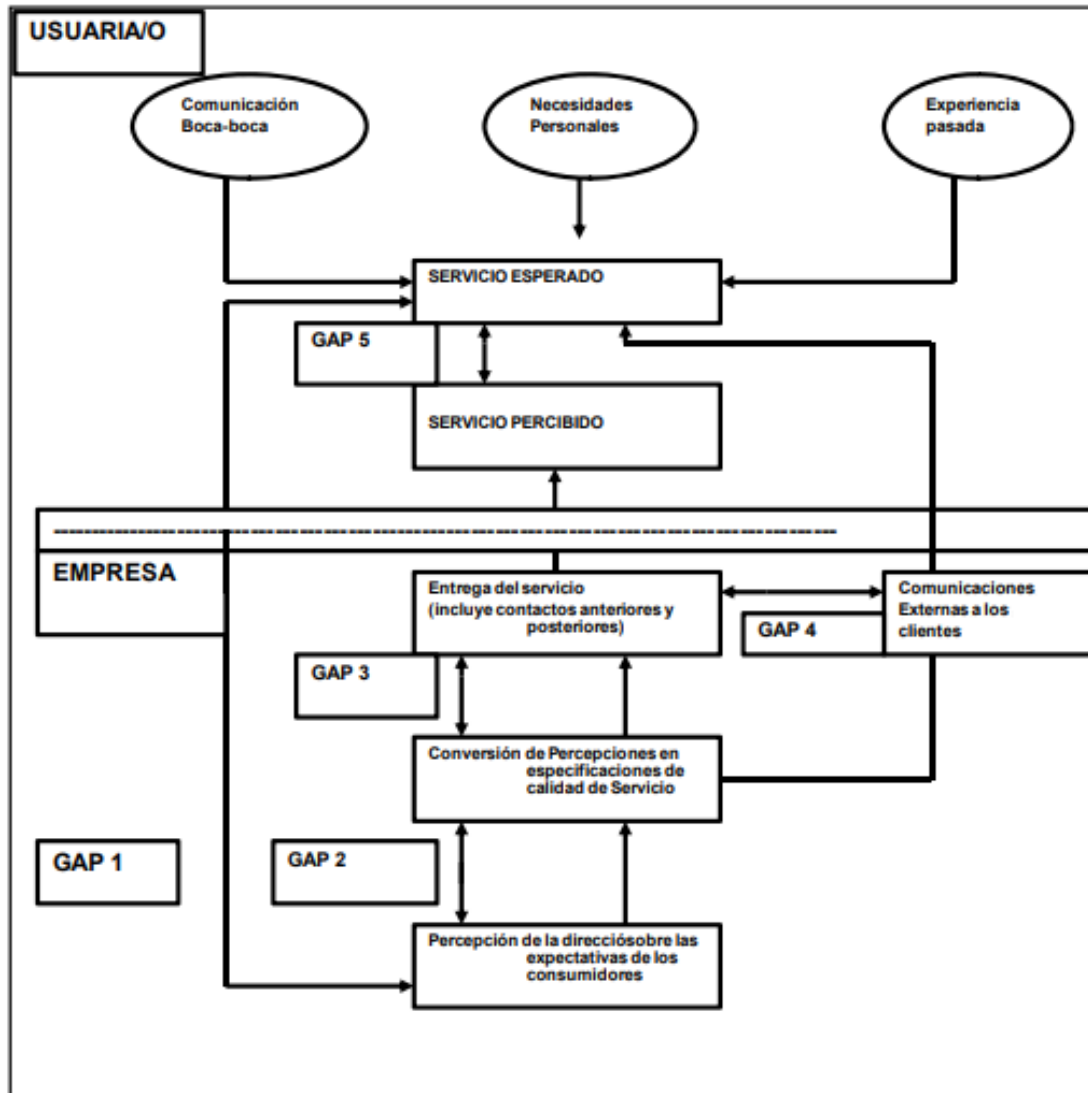 USUARIA/O
Comunicación
Boca-boca
Necesidades
Personales
Experiencia
pasada
SERVICIO ESPERADO
GAP 5
SERVICIO PERCIBIDO
EMPRESA
Entrega del servicio
(incluye contactos anteriores y
posteriores)
Comunicaciones
Externas a los
clientes
GAP 4
GAP 3
Conversión de Percepciones en
especificaciones de
calidad de Servicio
GAP 1
GAP 2
Percepción de la direcciósobre las
expectativas de los
consumidores